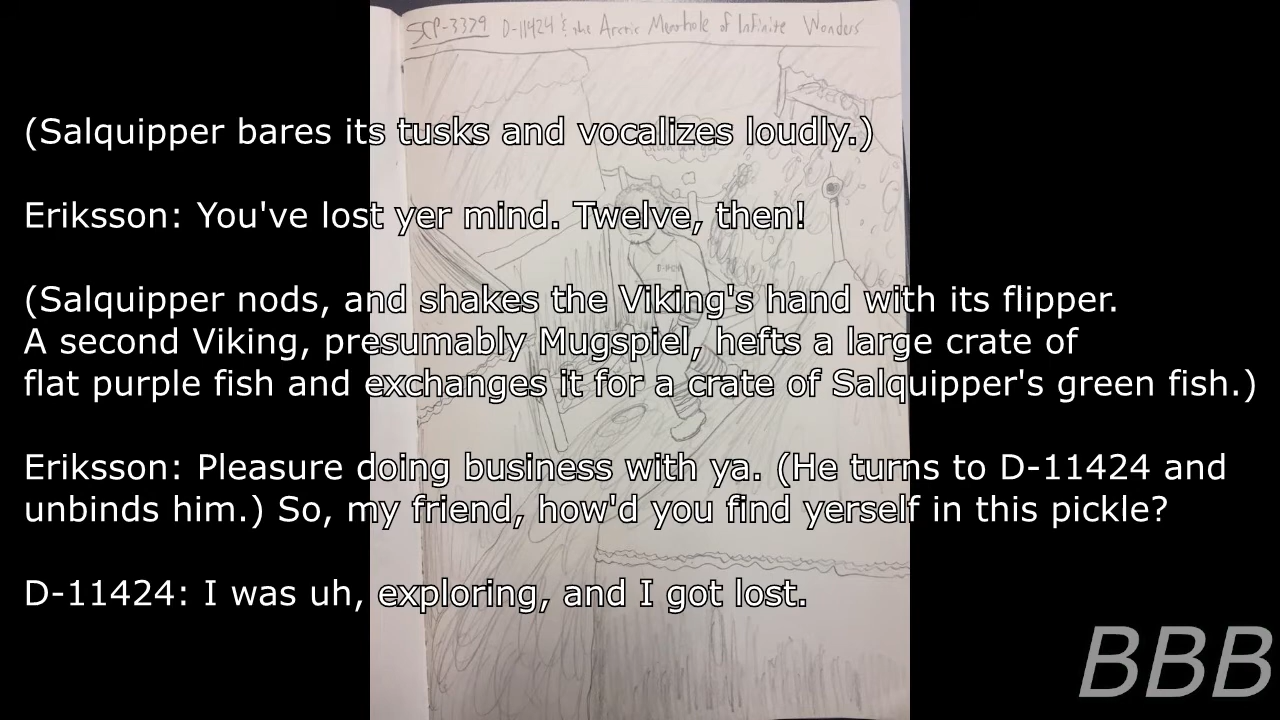 SCP-3379 D-11424 & the Arctic Menthole of Infinite Wonders
(Salquipper bares its tusks and vocalizes loudly.)
Eriksson: You've lost yer mind. Twelve, then!
D-11424
(Salquipper nods, and shakes the Viking's hand with its flipper.
A second Viking, presumably Mugspiel, hefts a large crate of
flat purple fish and exchanges it for a crate of Salquipper's green fish.)
Eriksson: Pleasure doing business with ya. (He turns to D-11424 and
unbinds him.) So, my friend, how'd you find yerself in this pickle?
D-11424: I was uh, exploring, and I got lost.
BBB